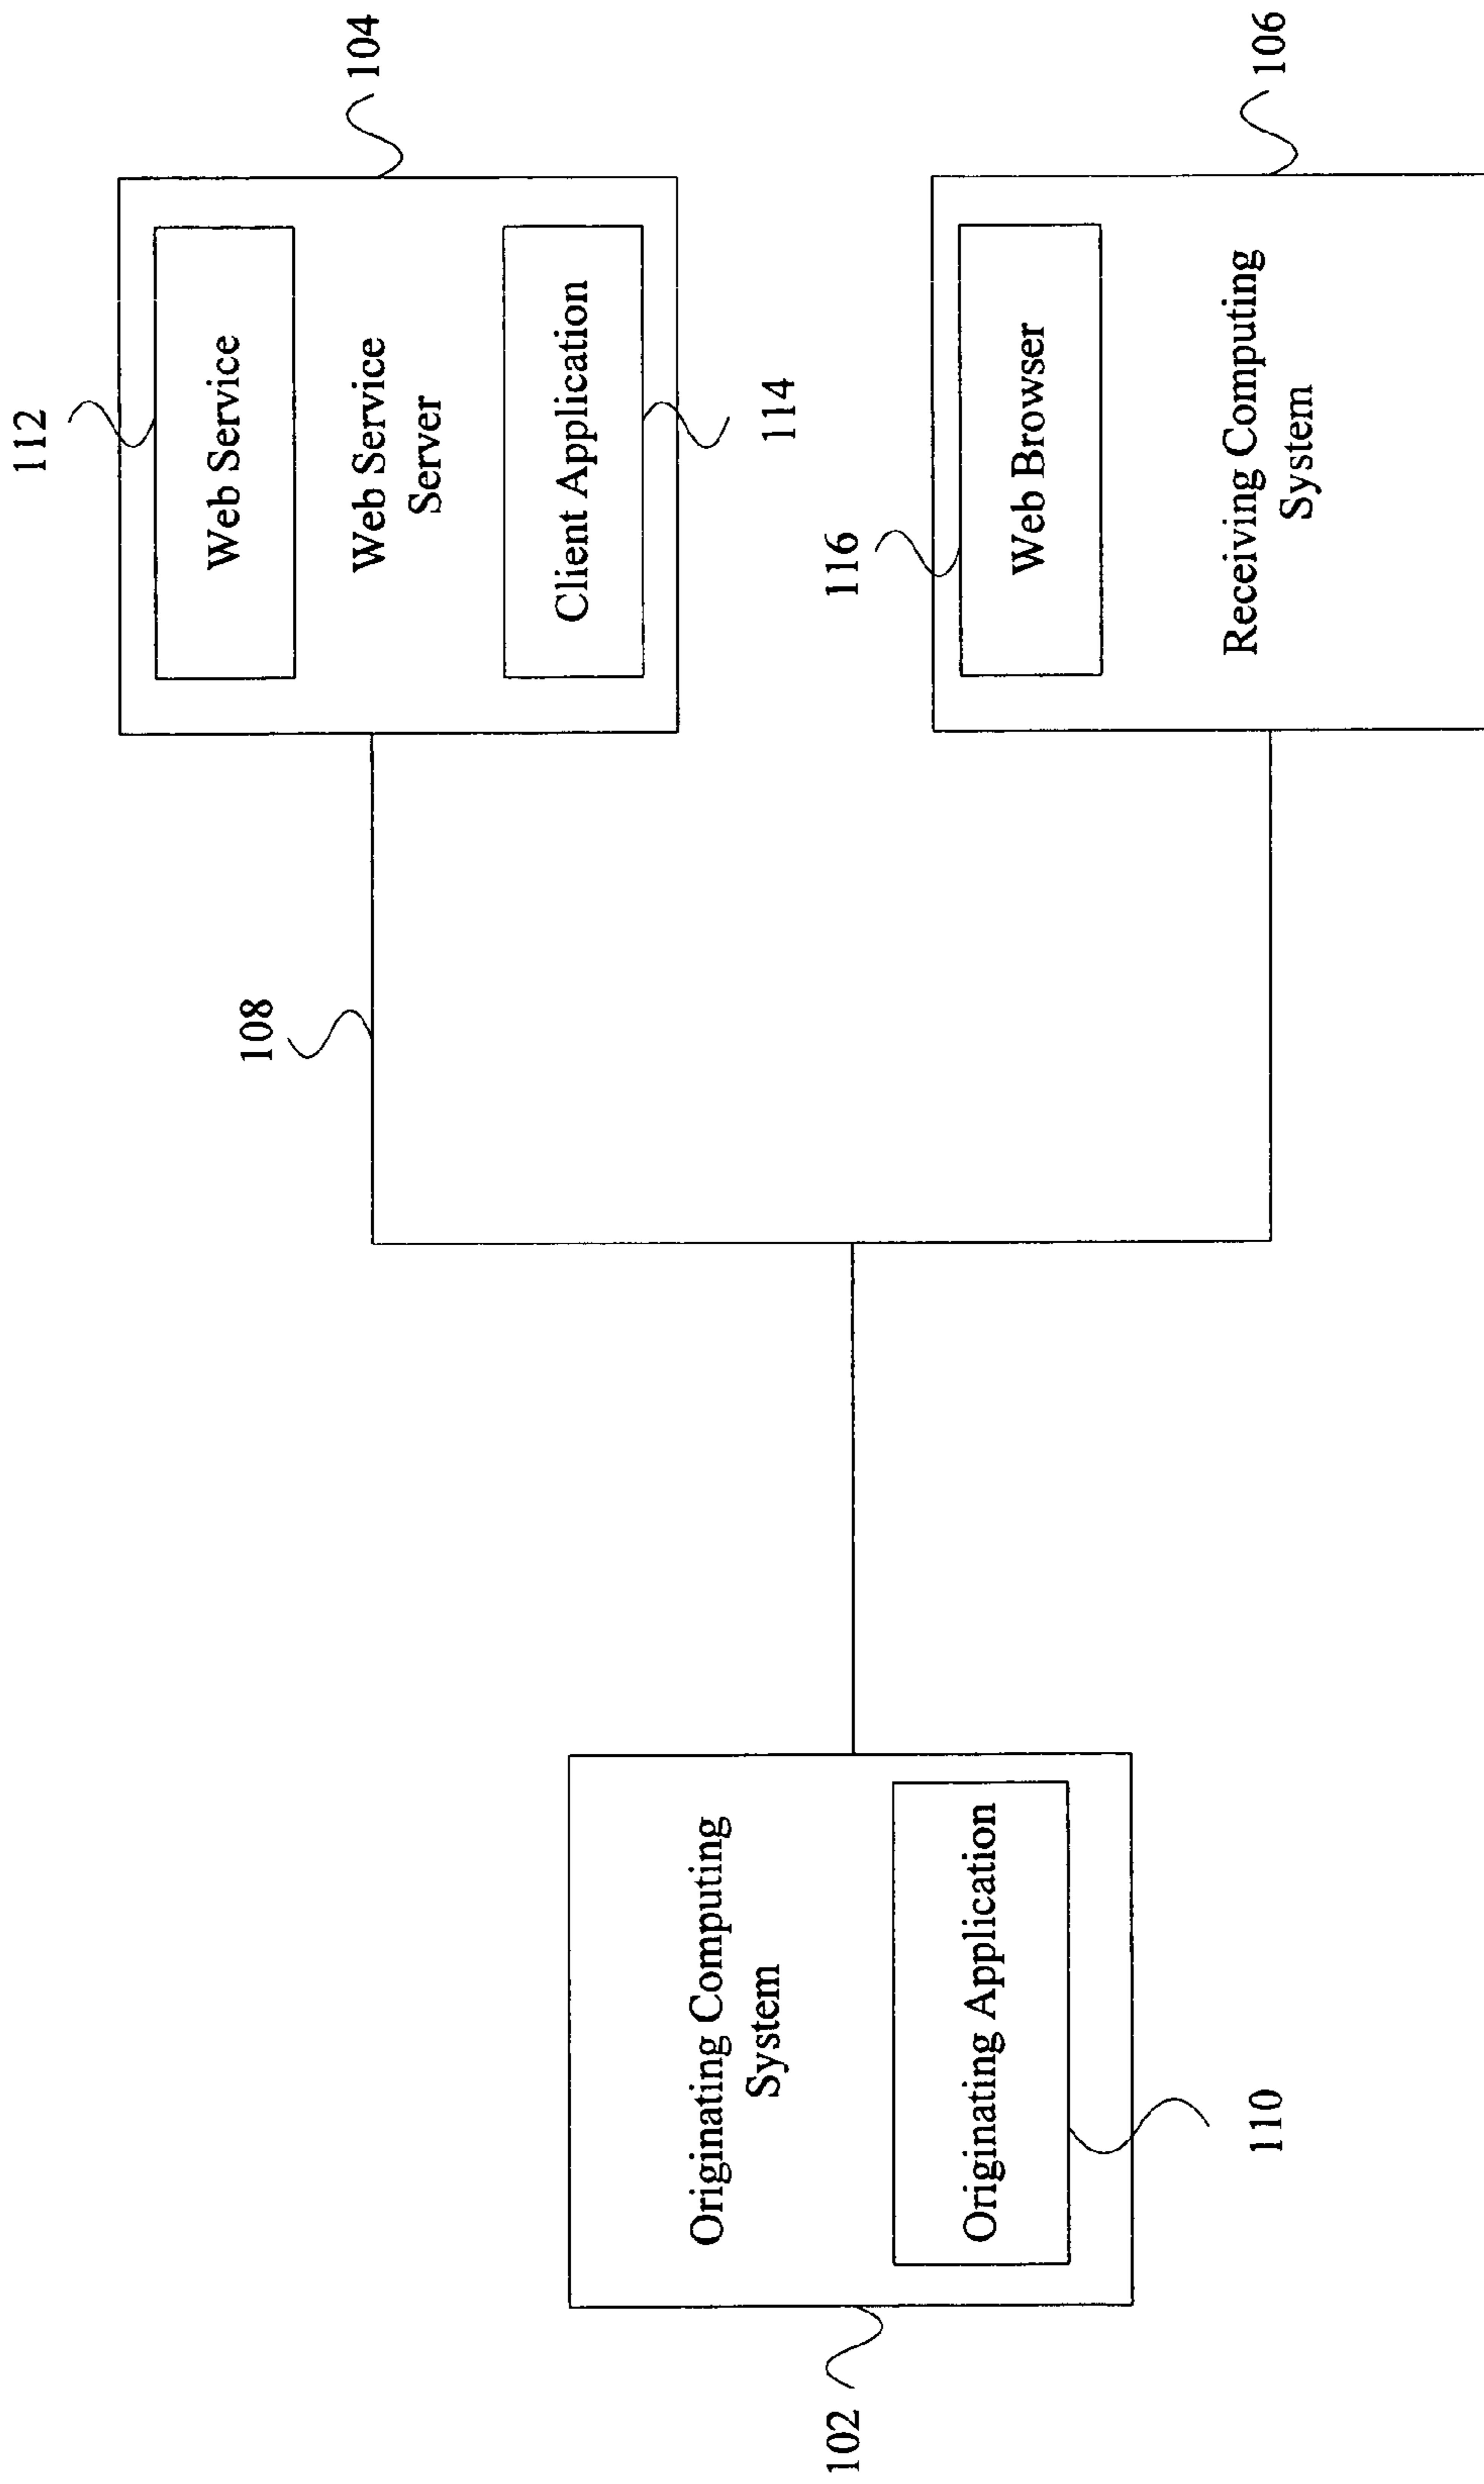 112
Web Service
Web Service
Server
Client Application
104
114
108
Originating Computing
System
Originating Application
102
110
116
Web Browser
Receiving Computing
System
106